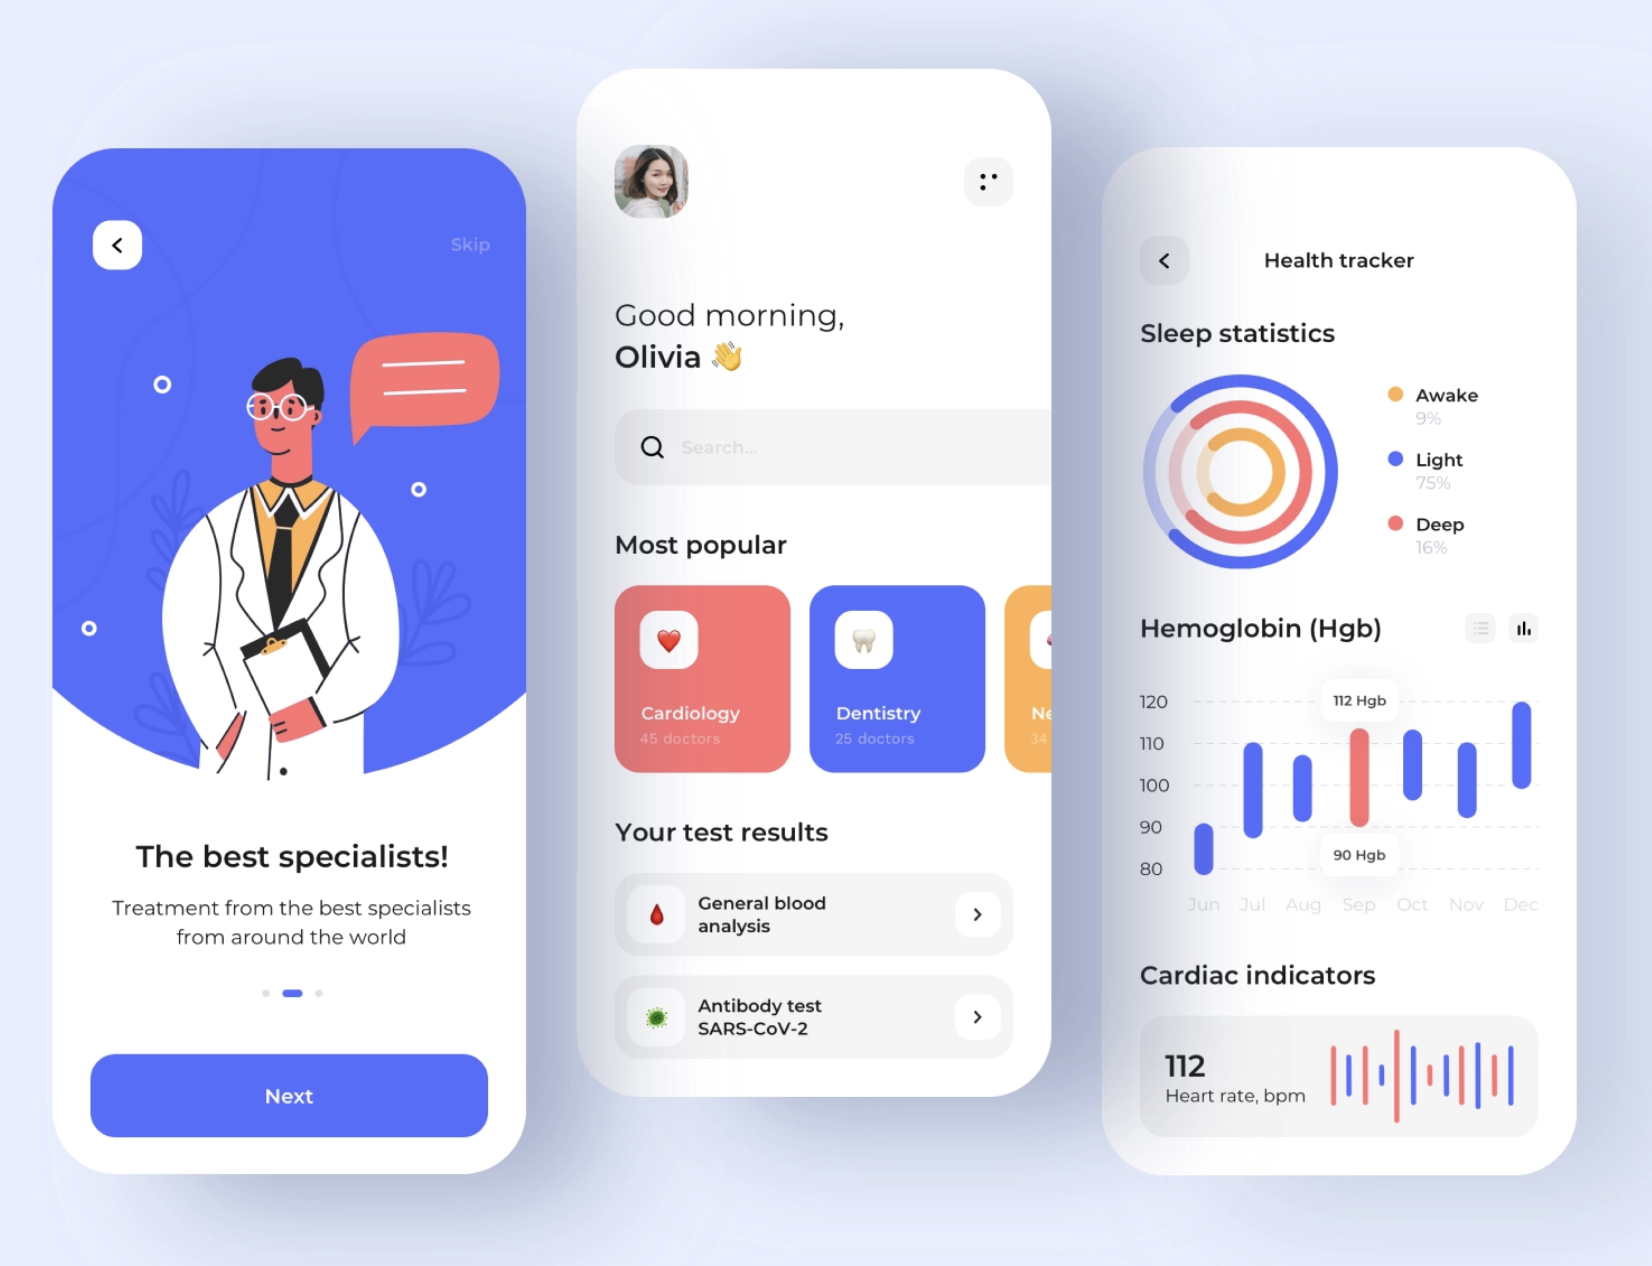 Skip
The best specialists!
Treatment from the best specialists
from around the world
Next
Good morning,
Olivia 👋
Search...
Most popular
Cardiology
45 doctors
Dentistry
25 doctors
Ne
34
Your test results
General blood
analysis
Antibody test
SARS-CoV-2
Health tracker
Sleep statistics
Awake
9%
Light
75%
Deep
16%
Hemoglobin (Hgb)
120
110
100
90
80
112 Hgb
90 Hgb
Jun Jul Aug Sep Oct Nov Dec
Cardiac indicators
112
Heart rate, bpm